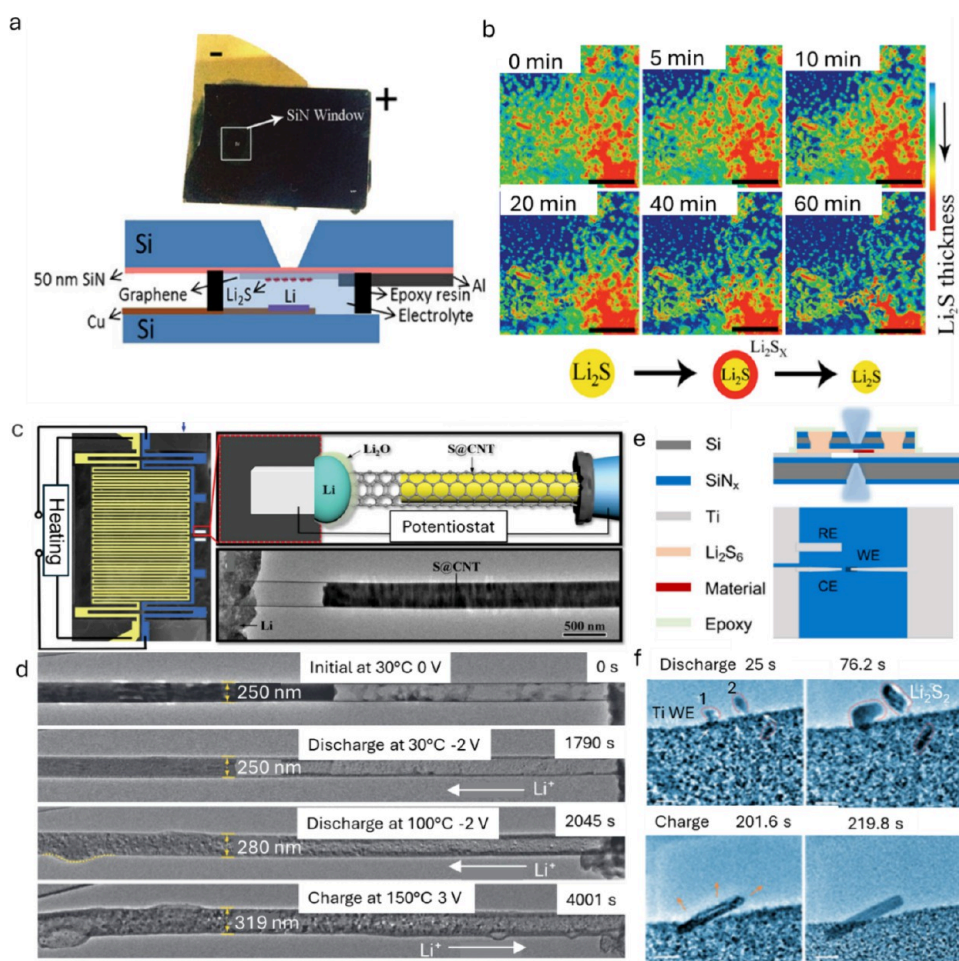 a
-
SiN Window
+
Si
50 nm SiN
Graphene
Li₂S
Li
Epoxy resin
Al
Cu
Electrolyte
Si
b
0 min
5 min
10 min
20 min
40 min
60 min
Li₂S thickness
Li₂S
Li₂Sₓ
Li₂S
Li₂S
c
Heating
Li₂O
S@CNT
Li
Potentiostat
S@CNT
Li
500 nm
d
Initial at 30°C 0 V
0 s
250 nm
Discharge at 30°C -2 V
1790 s
250 nm
Li⁺
Discharge at 100°C -2 V
2045 s
280 nm
Li⁺
Charge at 150°C 3 V
4001 s
319 nm
Li⁺
e
Si
SiNₓ
Ti
Li₂S₆
Material
Epoxy
RE
WE
CE
f
Discharge 25 s
76.2 s
1
2
Ti WE
Li₂S₂
Charge 201.6 s
219.8 s